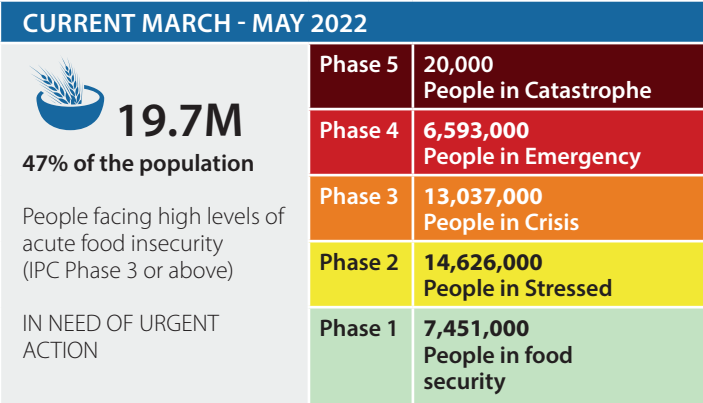 CURRENT MARCH - MAY 2022
19.7M
47% of the population
People facing high levels of
acute food insecurity
(IPC Phase 3 or above)
IN NEED OF URGENT
ACTION
Phase 5
20,000
People in Catastrophe
Phase 4
6,593,000
People in Emergency
Phase 3
13,037,000
People in Crisis
Phase 2
14,626,000
People in Stressed
Phase 1
7,451,000
People in food
security